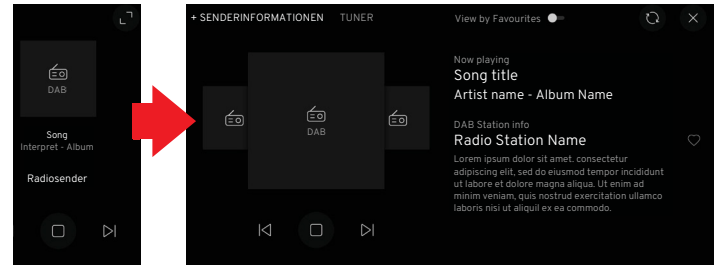 DAB
Song
Interpret - Album
Radiosender
+ SENDERINFORMATIONEN TUNER
View by Favourites
DAB
Now playing
Song title
Artist name - Album Name
DAB Station info
Radio Station Name
Lorem ipsum dolor sit amet. consectetur
adipiscing elit, sed do eiusmod tempor incididunt
ut labore et dolore magna aliqua. Ut enim ad
minim veniam, quis nostrud exercitation ullamco
laboris nisi ut aliquil ex ea commodo.